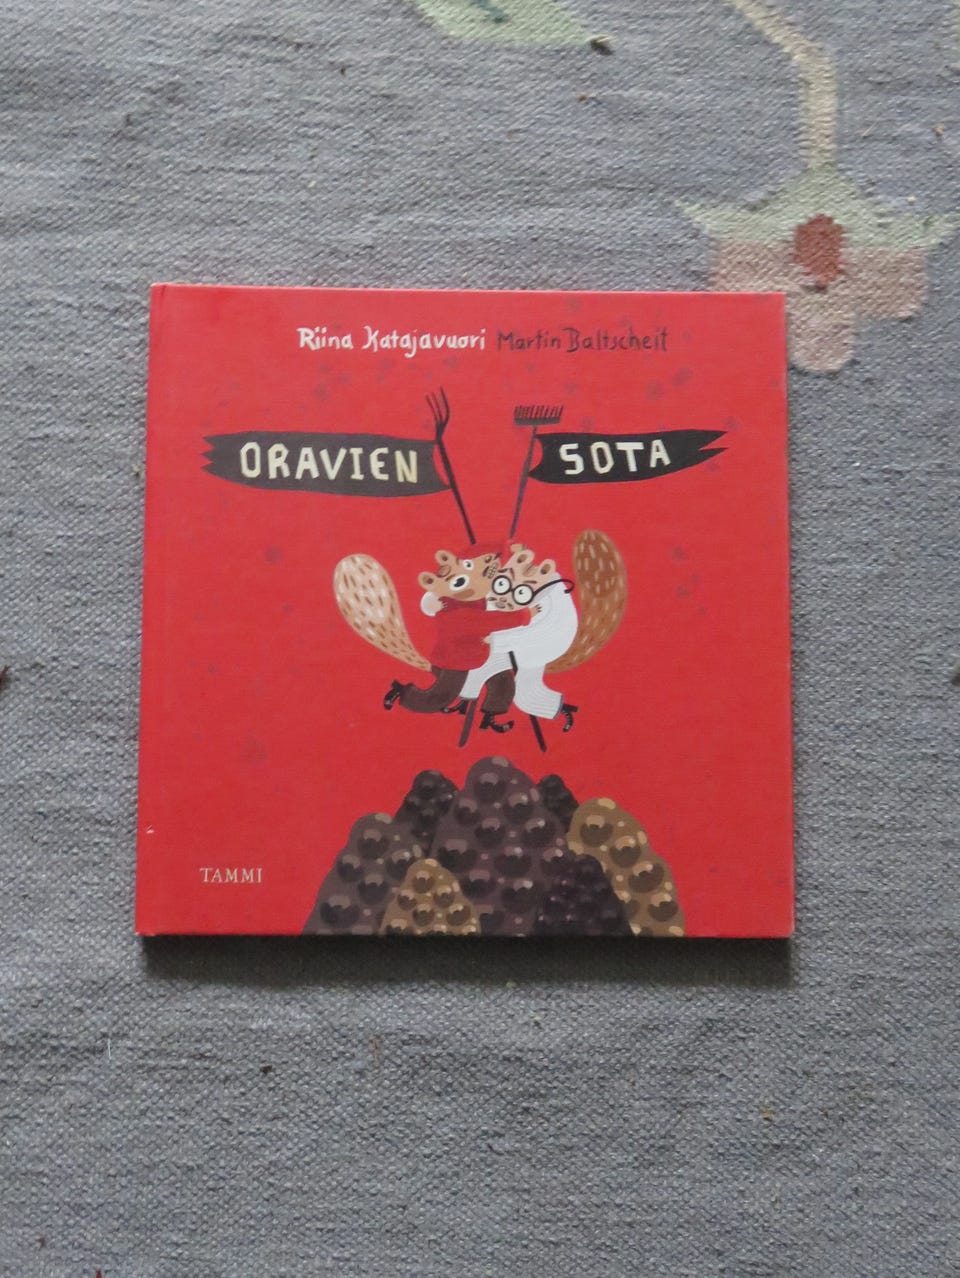 Riina Katajavuori Martin Baltscheit
ORAVIEN SOTA
TAMMI